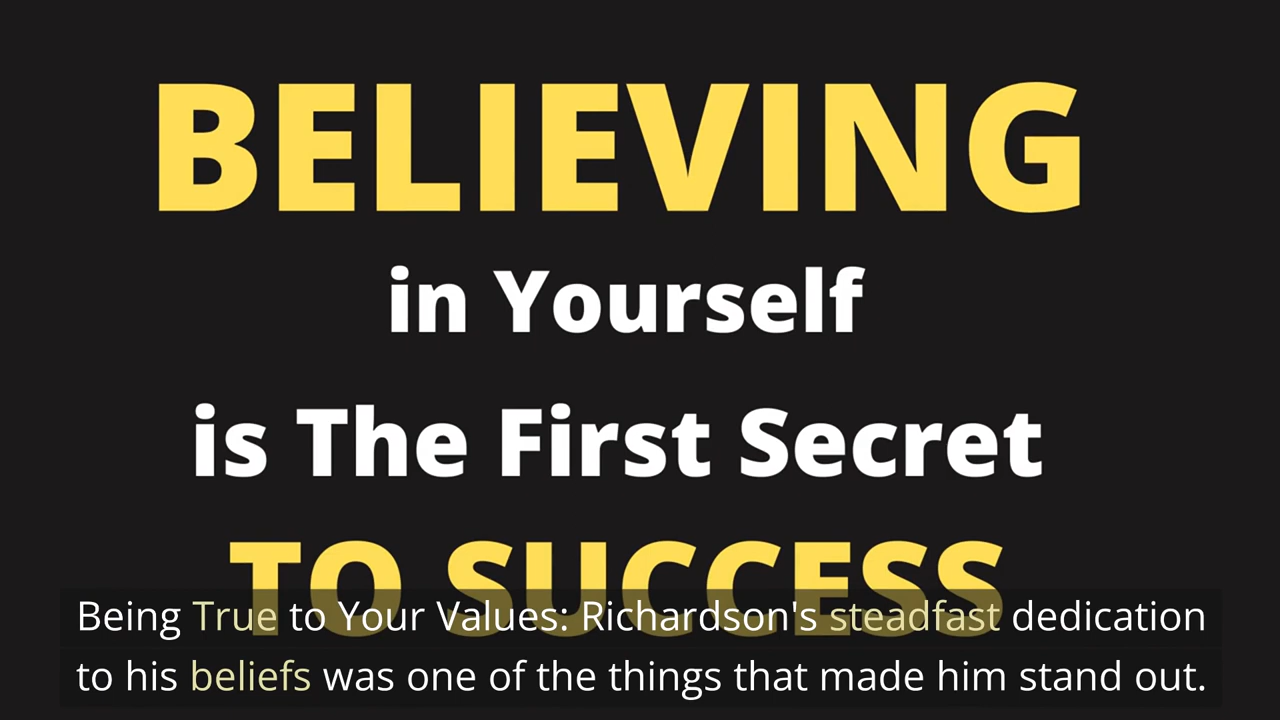 BELIEVING
in Yourself
is The First Secret
TO SUCCESS
Being True to Your Values: Richardson's steadfast dedication
to his beliefs was one of the things that made him stand out.